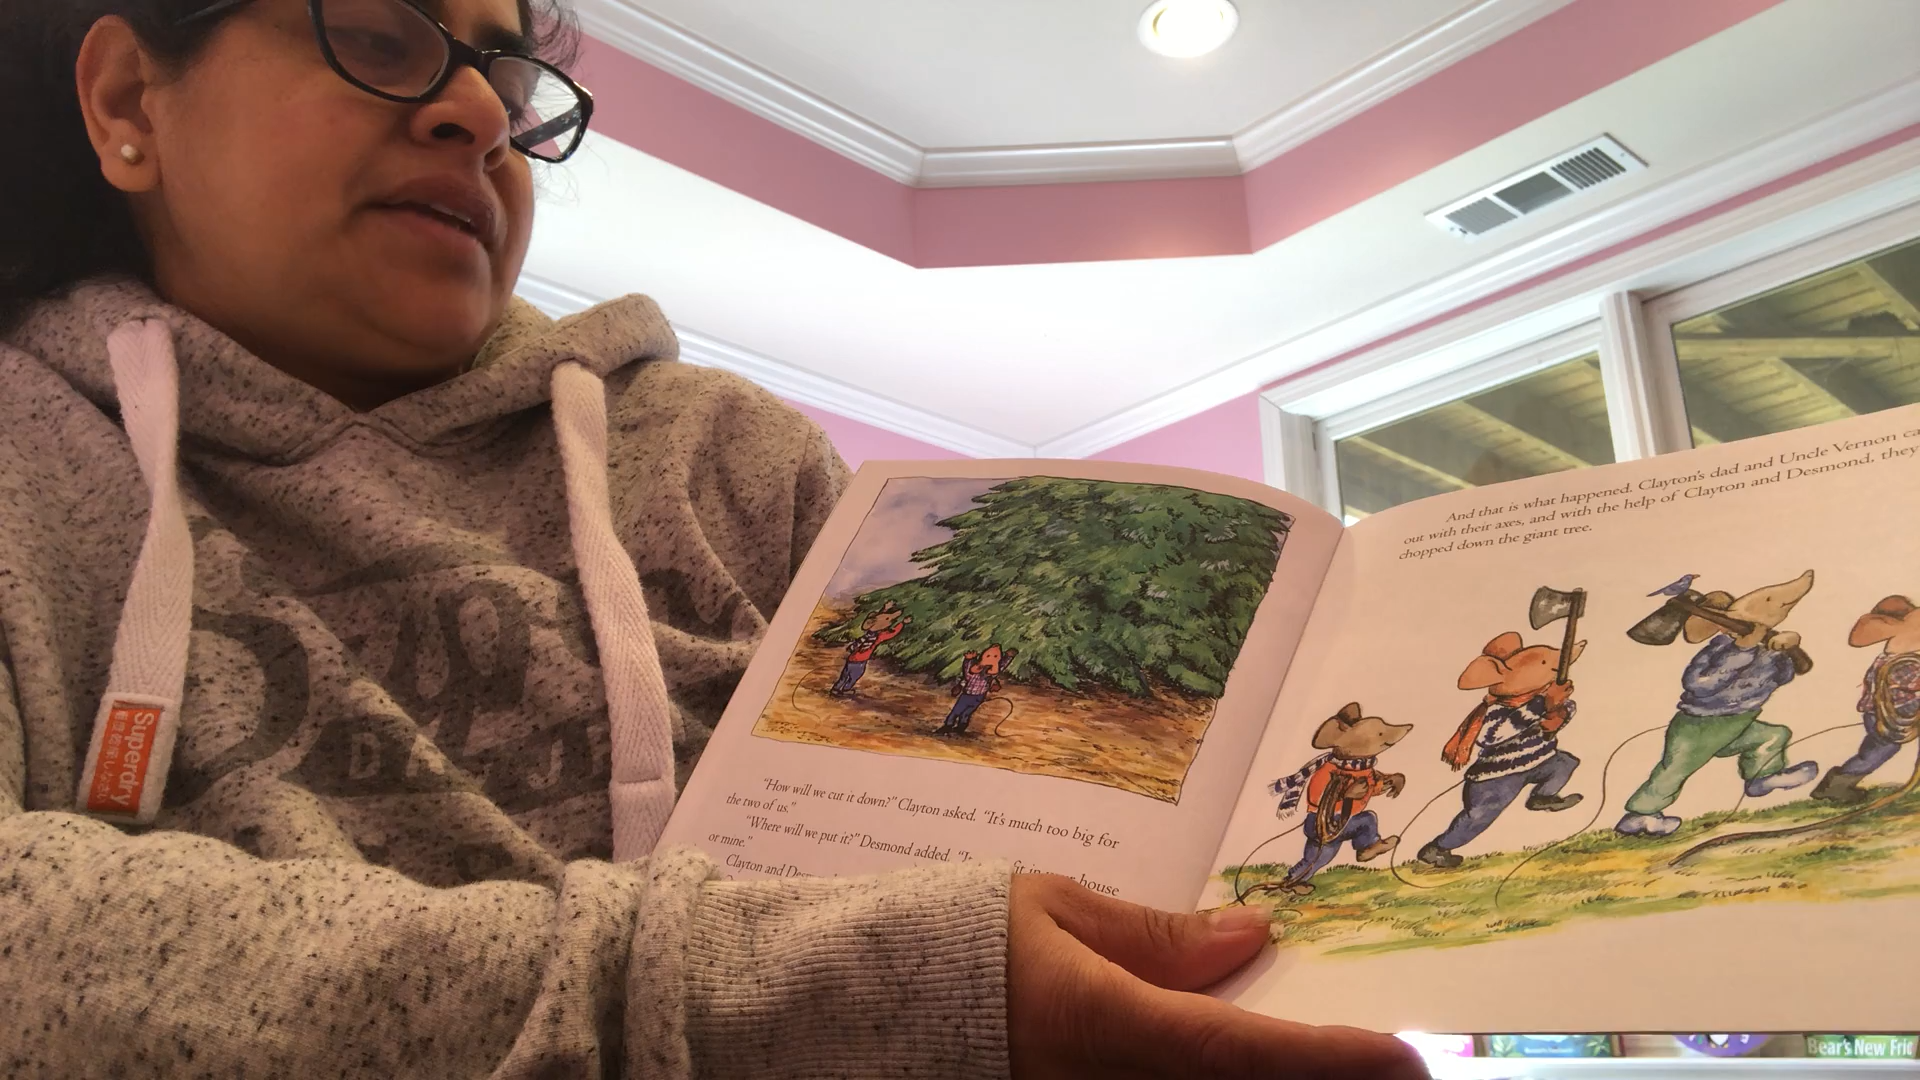 Superdry
"How will we cut it down?" Clayton asked. "It's much too big for
the two of us."
"Where will we put it?" Desmond added.
fit in house
or mine."
Clayton and
And that is what happened. Clayton's dad and Uncle Vernon
out with their axes, and with the help of Clayton and Desmond, they
chopped down the giant tree.
Bear's New